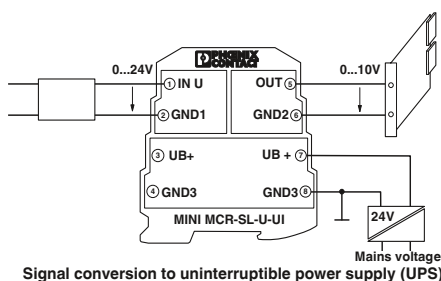 PHOENIX
CONTACT
0...24V
1 IN U
OUT 5
0...10V
2 GND1
GND2 6
3 UB+
UB + 7
4 GND3
GND3 8
24V
MINI MCR-SL-U-UI
Mains voltage
Signal conversion to uninterruptible power supply (UPS)